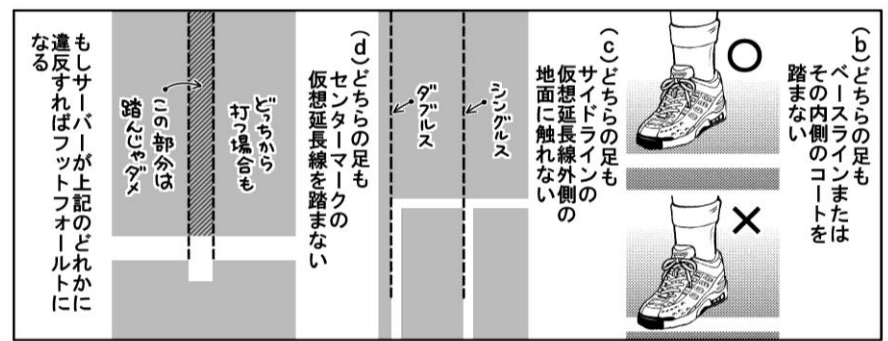 (b)どちらの足も
ベースラインまたは
その内側のコートを
踏まない
(c)どちらの足も
サイドラインの
仮想延長線外側の
地面に触れない
シングルス
ダブルス
(d)どちらの足も
センターマークの
仮想延長線を踏まない
どっちから
打つ場合も
この部分は
踏んじゃダメ
もしサーバーが上記のどれかに
違反すればフットフォールトに
なる